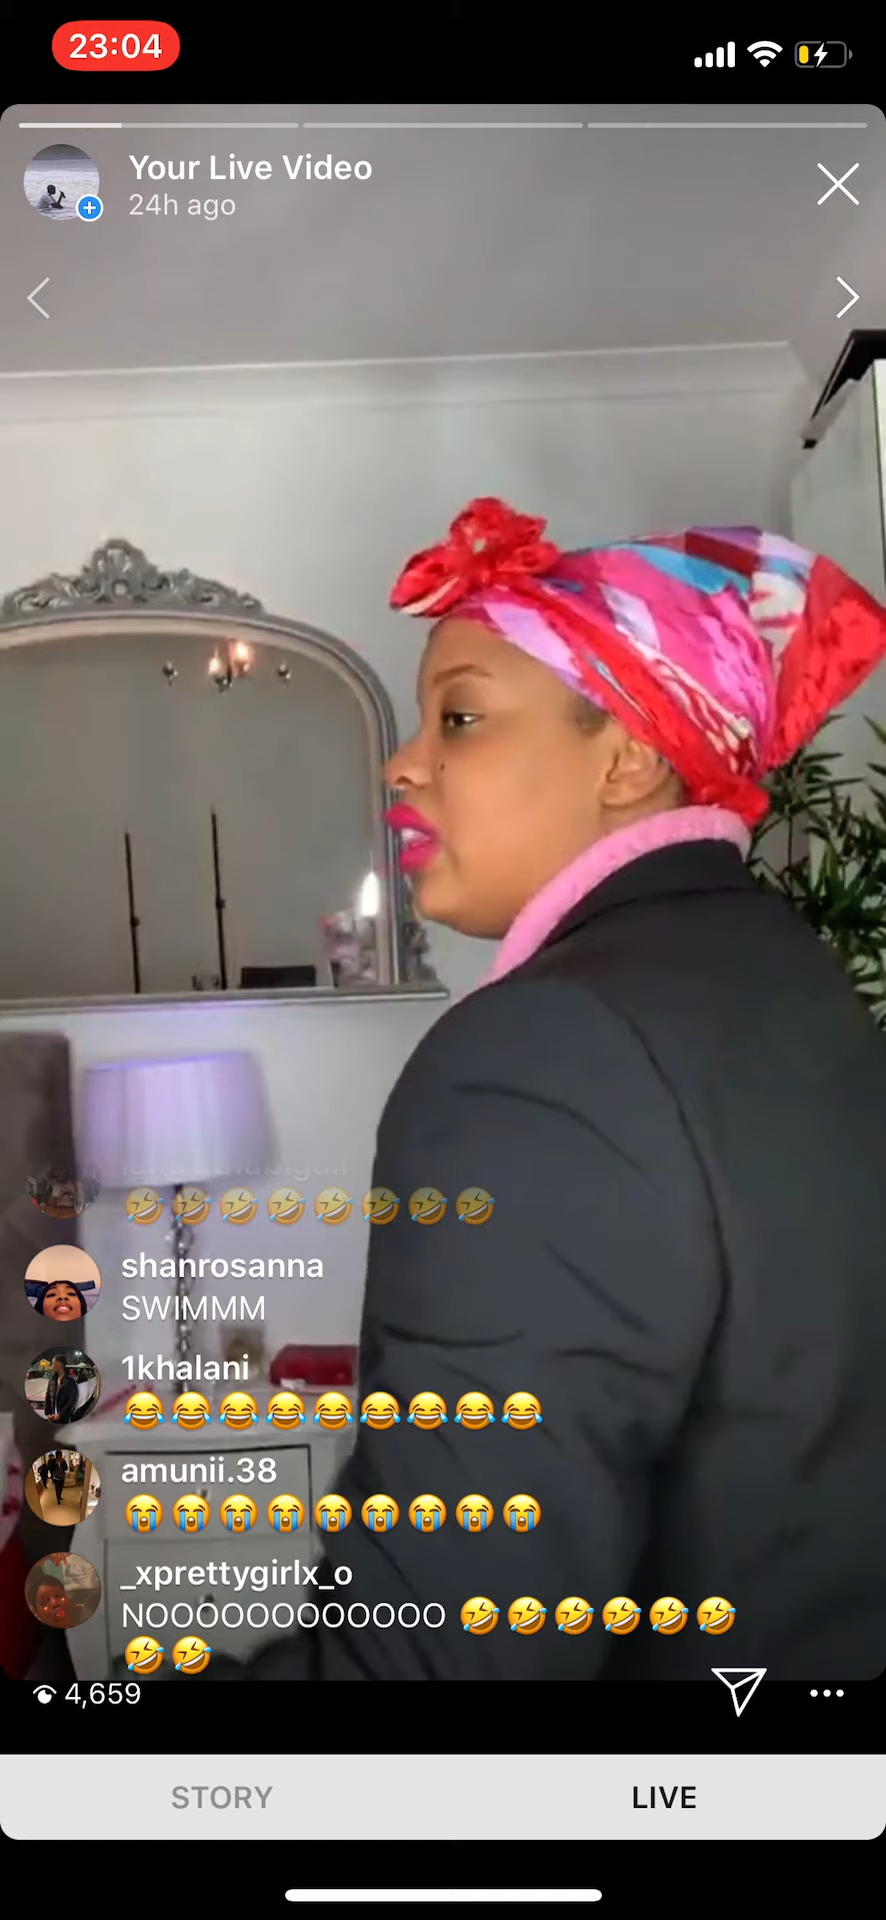 23:04
Your Live Video
24h ago
🤣🤣🤣🤣🤣🤣🤣🤣
shanrosanna
SWIMMM
1khalani
😂😂😂😂😂😂😂😂😂
amunii.38
😭😭😭😭😭😭😭😭😭
_xprettygirlx_o
NOOOOOOOOOOOO 🤣🤣🤣🤣🤣🤣
🤣🤣
4,659
STORY
LIVE